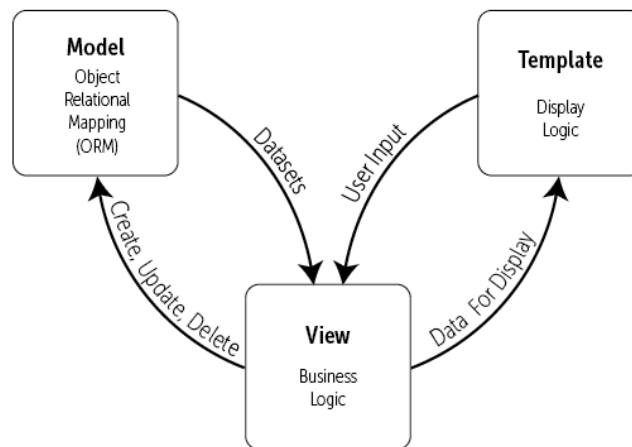 Model
Object
Relational
Mapping
(ORM)
Template
Display
Logic
Datasets
User Input
Create, Update, Delete
Data For Display
View
Business
Logic